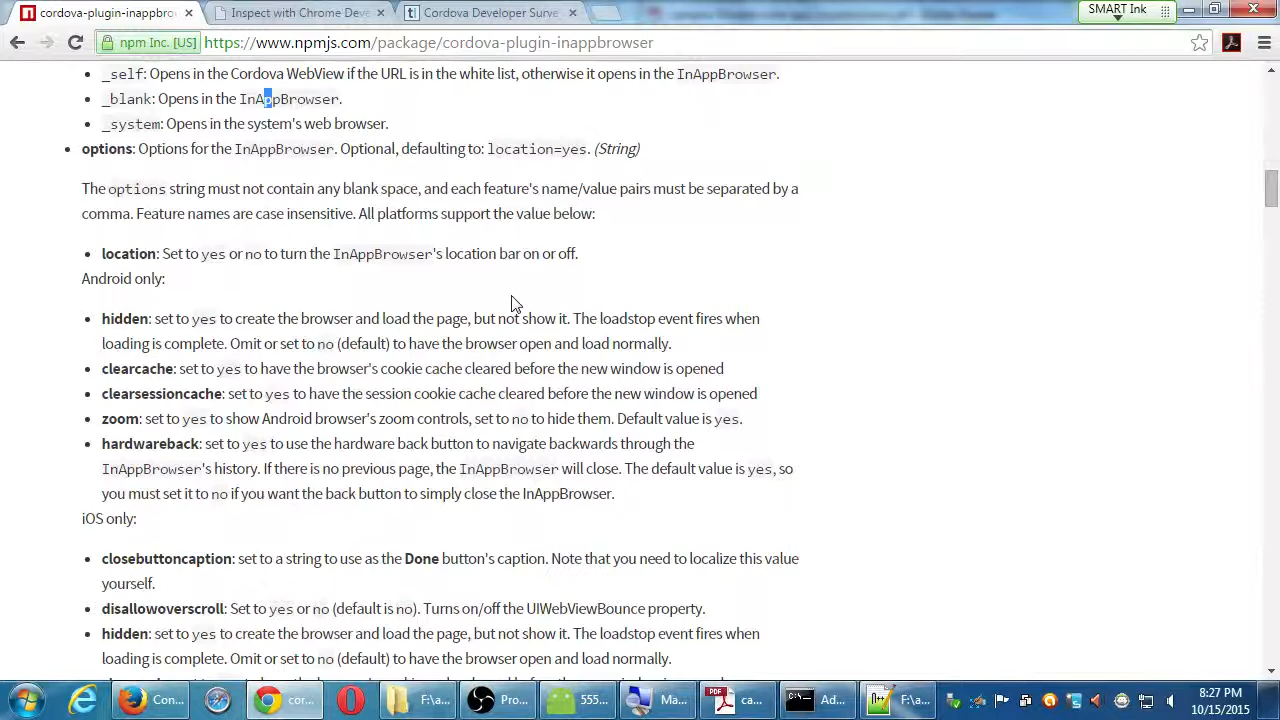 cordova-plugin-inappbro
Inspect with Chrome Deve
Cordova Developer Surve
SMART Ink
npm Inc. [US]
https://www.npmjs.com/package/cordova-plugin-inappbrowser
_self: Opens in the Cordova WebView if the URL is in the white list, otherwise it opens in the InAppBrowser.
_blank: Opens in the InAppBrowser.
_system: Opens in the system's web browser.
options: Options for the InAppBrowser. Optional, defaulting to: location=yes. (String)
The options string must not contain any blank space, and each feature's name/value pairs must be separated by a
comma. Feature names are case insensitive. All platforms support the value below:
location: Set to yes or no to turn the InAppBrowser's location bar on or off.
Android only:
hidden: set to yes to create the browser and load the page, but not show it. The loadstop event fires when
loading is complete. Omit or set to no (default) to have the browser open and load normally.
clearcache: set to yes to have the browser's cookie cache cleared before the new window is opened
clearsessioncache: set to yes to have the session cookie cache cleared before the new window is opened
zoom: set to yes to show Android browser's zoom controls, set to no to hide them. Default value is yes.
hardwareback: set to yes to use the hardware back button to navigate backwards through the
InAppBrowser's history. If there is no previous page, the InAppBrowser will close. The default value is yes, so
you must set it to no if you want the back button to simply close the InAppBrowser.
iOS only:
closebuttoncaption: set to a string to use as the Done button's caption. Note that you need to localize this value
yourself.
disallowoverscroll: Set to yes or no (default is no). Turns on/off the UIWebViewBounce property.
hidden: set to yes to create the browser and load the page, but not show it. The loadstop event fires when
loading is complete. Omit or set to no (default) to have the browser open and load normally.
Con...
cor...
F:\a...
Pro...
555...
Ma...
PDF
ca...
Ad...
F:\a...
8:27 PM
10/15/2015